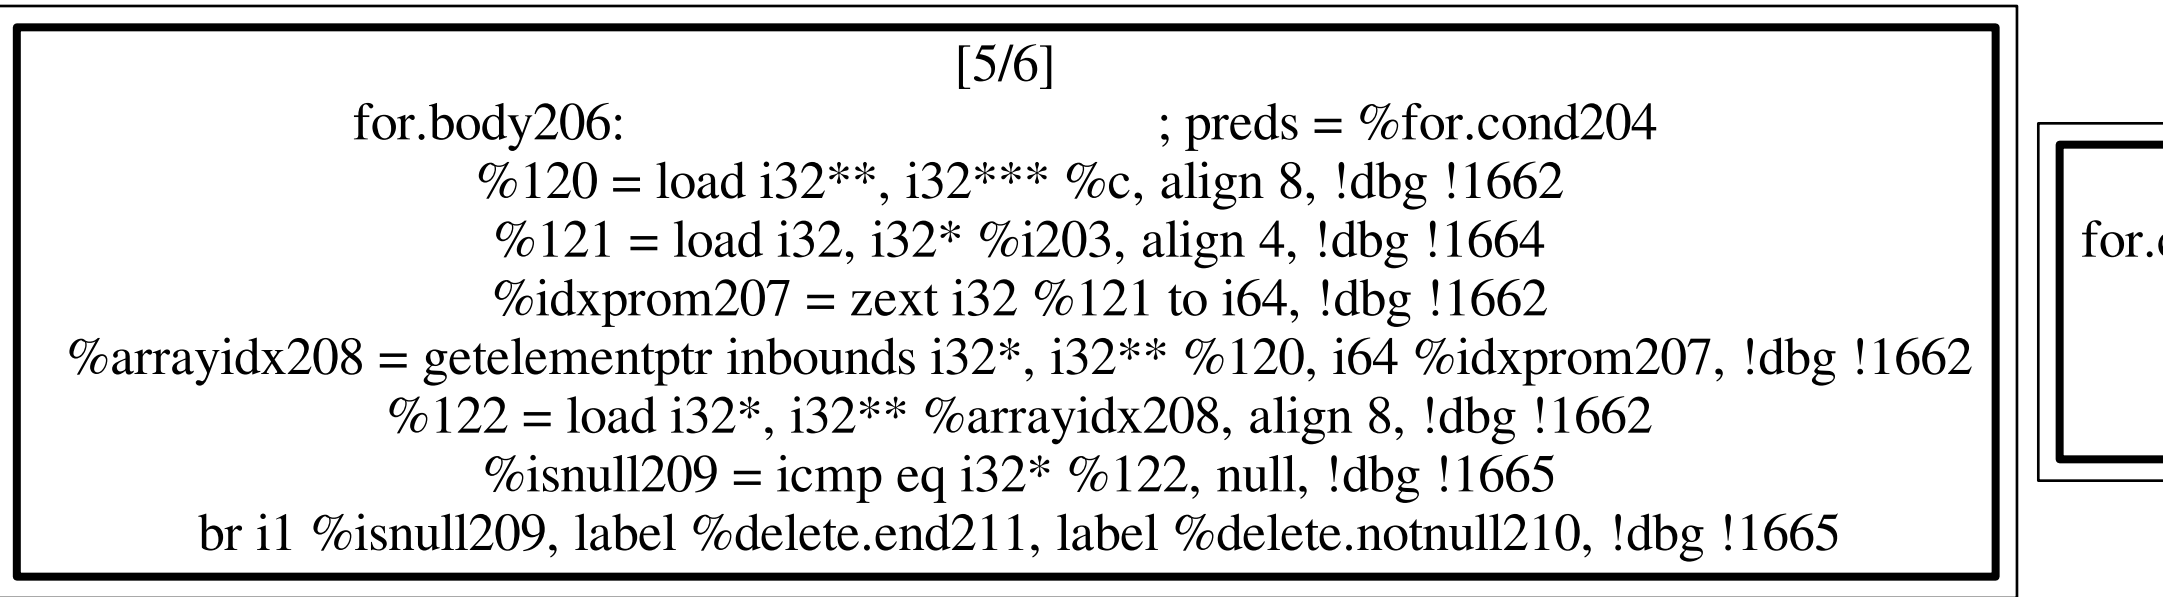 [5/6]
for.body206: ; preds = %for.cond204
%120 = load i32**, i32*** %c, align 8, !dbg !1662
%121 = load i32, i32* %i203, align 4, !dbg !1664
%idxprom207 = zext i32 %121 to i64, !dbg !1662
%arrayidx208 = getelementptr inbounds i32*, i32** %120, i64 %idxprom207, !dbg !1662
%122 = load i32*, i32** %arrayidx208, align 8, !dbg !1662
%isnull209 = icmp eq i32* %122, null, !dbg !1665
br i1 %isnull209, label %delete.end211, label %delete.notnull210, !dbg !1665
for.